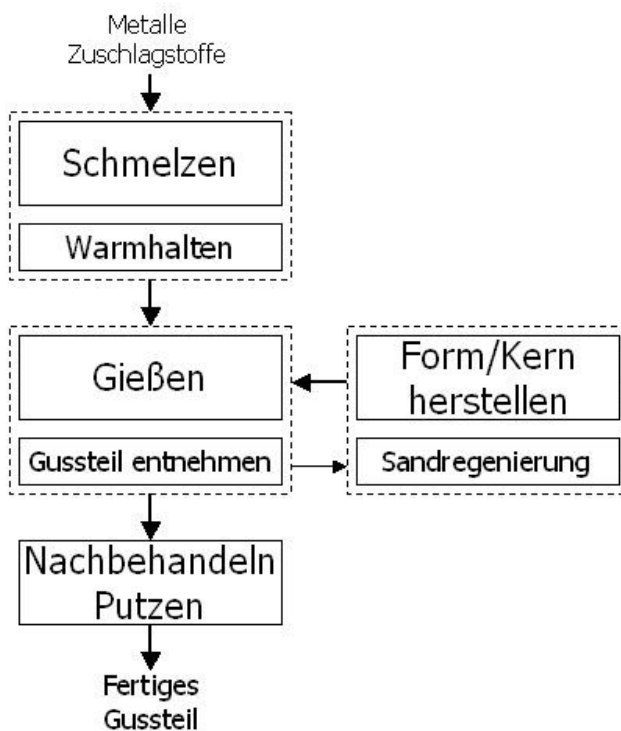 Metalle
Zuschlagstoffe
Schmelzen
Warmhalten
Gießen
Gussteil entnehmen
Form/Kern
herstellen
Sandregenierung
Nachbehandeln
Putzen
Fertiges
Gussteil